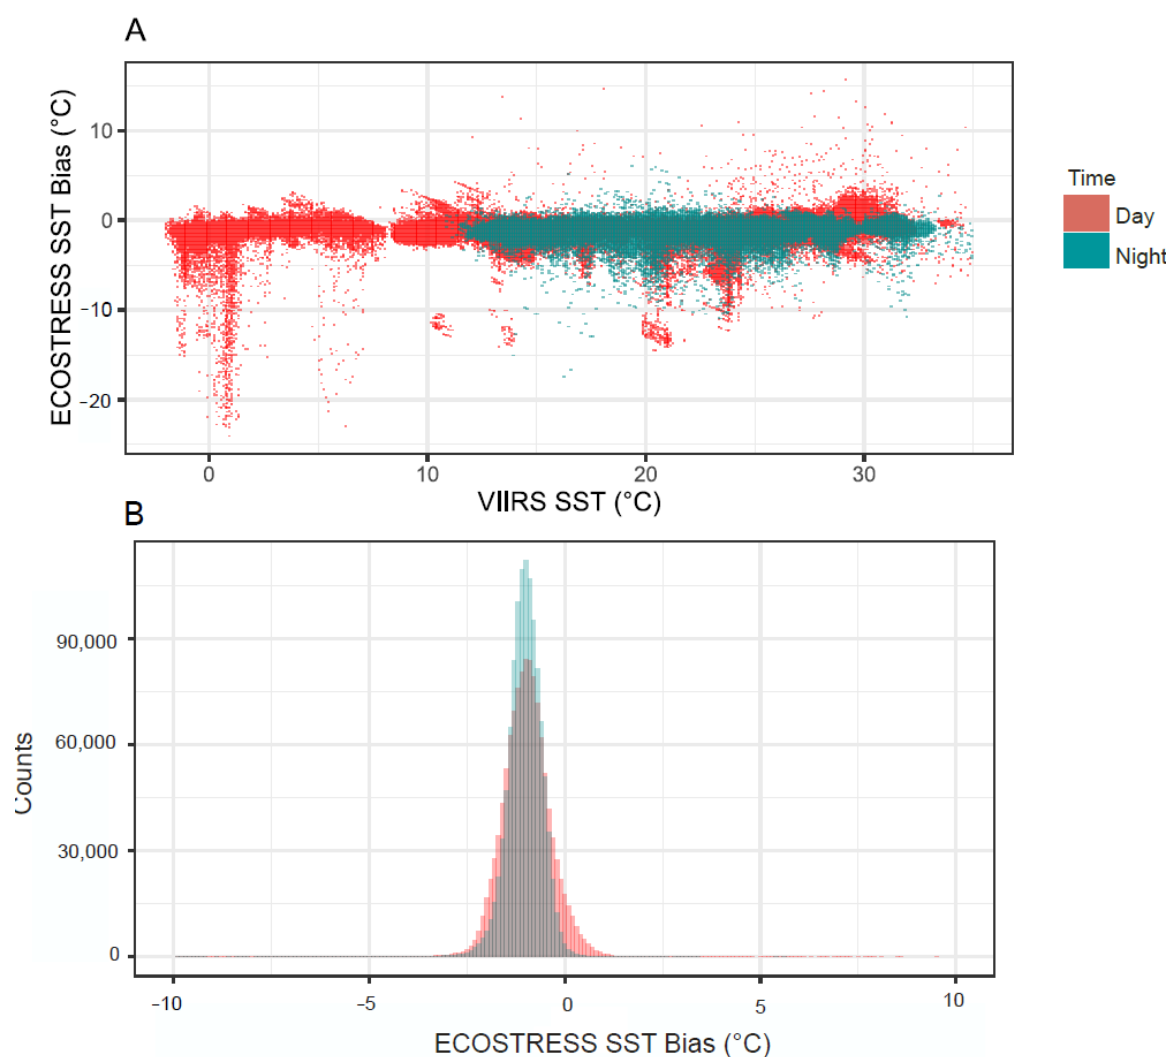 A
ECOSTRESS SST Bias (°C)
10
0
-10
-20
0
10
20
30
VIIRS SST (°C)
Time
Day
Night
B
Counts
90,000
60,000
30,000
0
-10
-5
0
5
10
ECOSTRESS SST Bias (°C)